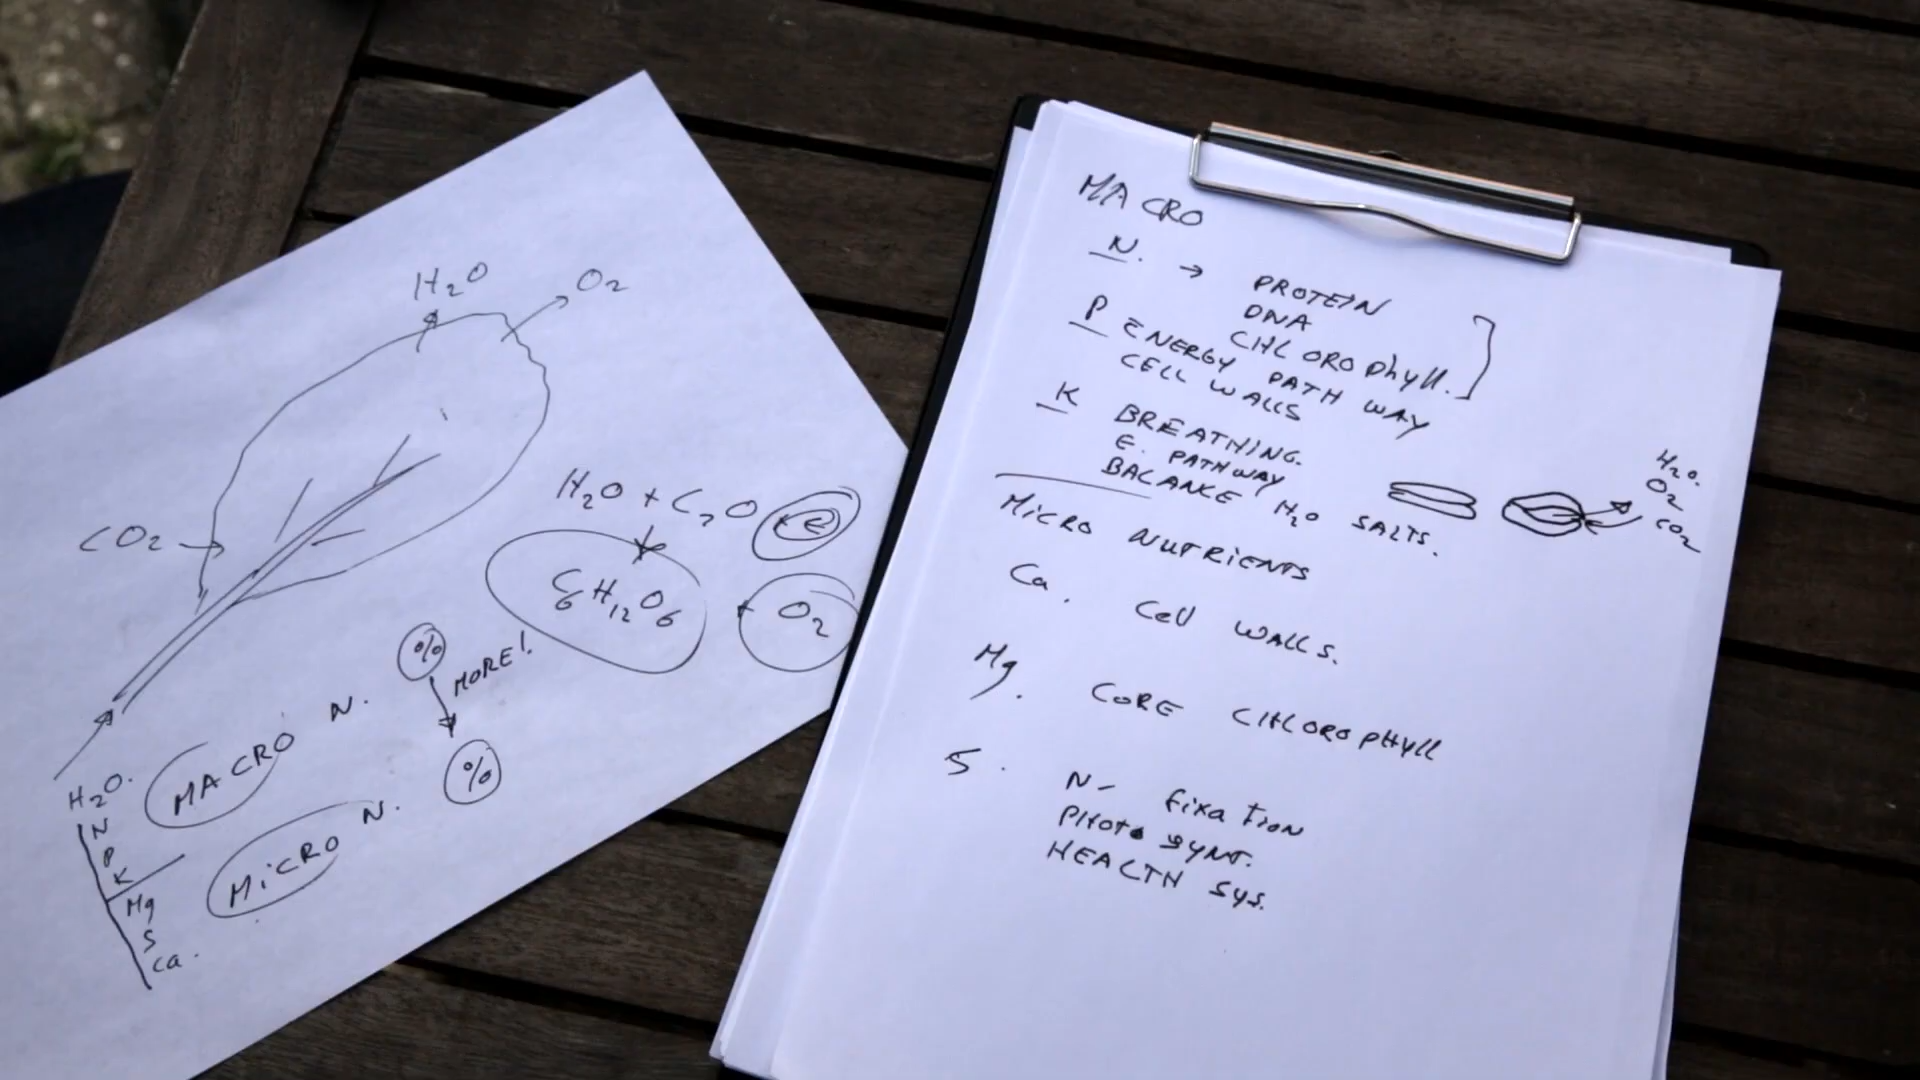 H2O
O2
CO2
H2O + C2O
C6H12O6
O2
%
MORE!
%
MACRO N.
MiCRO N.
H2O.
N
P
K
Mg
S
Ca.
MACRO
N. → PROTEIN
DNA
CHLOROphyll.
P ENERGY PATH WAY
CELL WALLS
K BREATHING.
E. PATHWAY
BALANKE H2O SALTS.
H2O.
O2
CO2
MiCRO NUTRiENTS
Ca. Cell WALLS.
Mg. CORE CHLOROPHyll
S. N- fixaTion
PHoto SYNT.
HEALTH SYS.